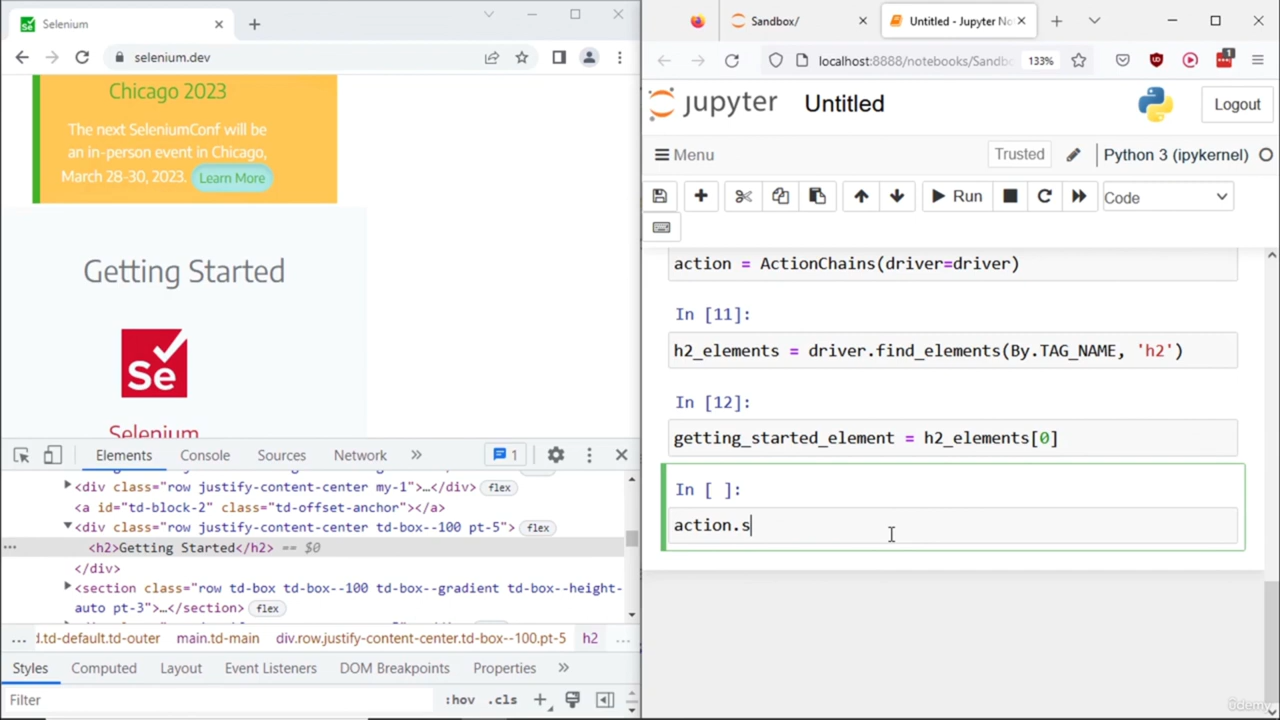 Selenium
selenium.dev
Chicago 2023
The next SeleniumConf will be
an in-person event in Chicago,
March 28-30, 2023. Learn More
Getting Started
Se
Selenium
Elements Console Sources Network » 1
<div class="row justify-content-center my-1">…</div> flex
<a id="td-block-2" class="td-offset-anchor"></a>
<div class="row justify-content-center td-box--100 pt-5"> flex
… <h2>Getting Started</h2> == $0
</div>
<section class="row td-box td-box--100 td-box--gradient td-box--height-
auto pt-3">…</section> flex
… d.td-default.td-outer main.td-main div.row.justify-content-center.td-box--100.pt-5 h2 …
Styles Computed Layout Event Listeners DOM Breakpoints Properties »
Filter :hov .cls
Sandbox/ Untitled - Jupyter No
localhost:8888/notebooks/Sandb 133% 1
jupyter Untitled Logout
Menu Trusted Python 3 (ipykernel)
Run Code
action = ActionChains(driver=driver)
In [11]:
h2_elements = driver.find_elements(By.TAG_NAME, 'h2')
In [12]:
getting_started_element = h2_elements[0]
In [ ]:
action.s
ûdemy